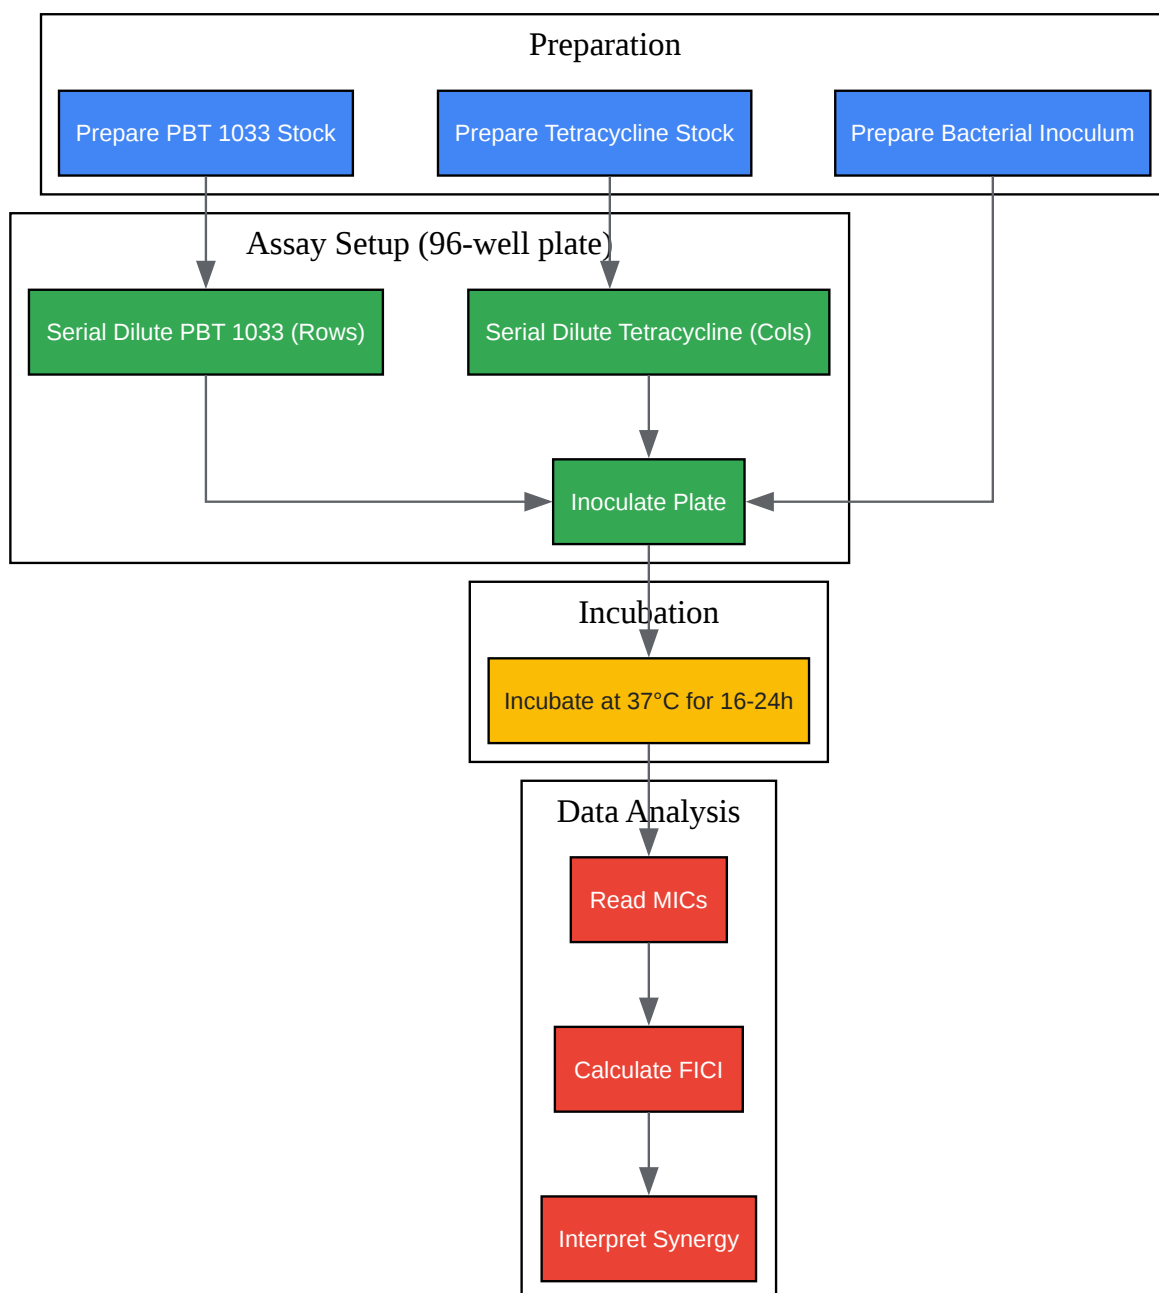 Preparation
Prepare PBT 1033 Stock
Prepare Tetracycline Stock
Prepare Bacterial Inoculum
Assay Setup (96-well plate)
Serial Dilute PBT 1033 (Rows)
Serial Dilute Tetracycline (Cols)
Inoculate Plate
Incubation
Incubate at 37°C for 16-24h
Data Analysis
Read MICs
Calculate FICI
Interpret Synergy